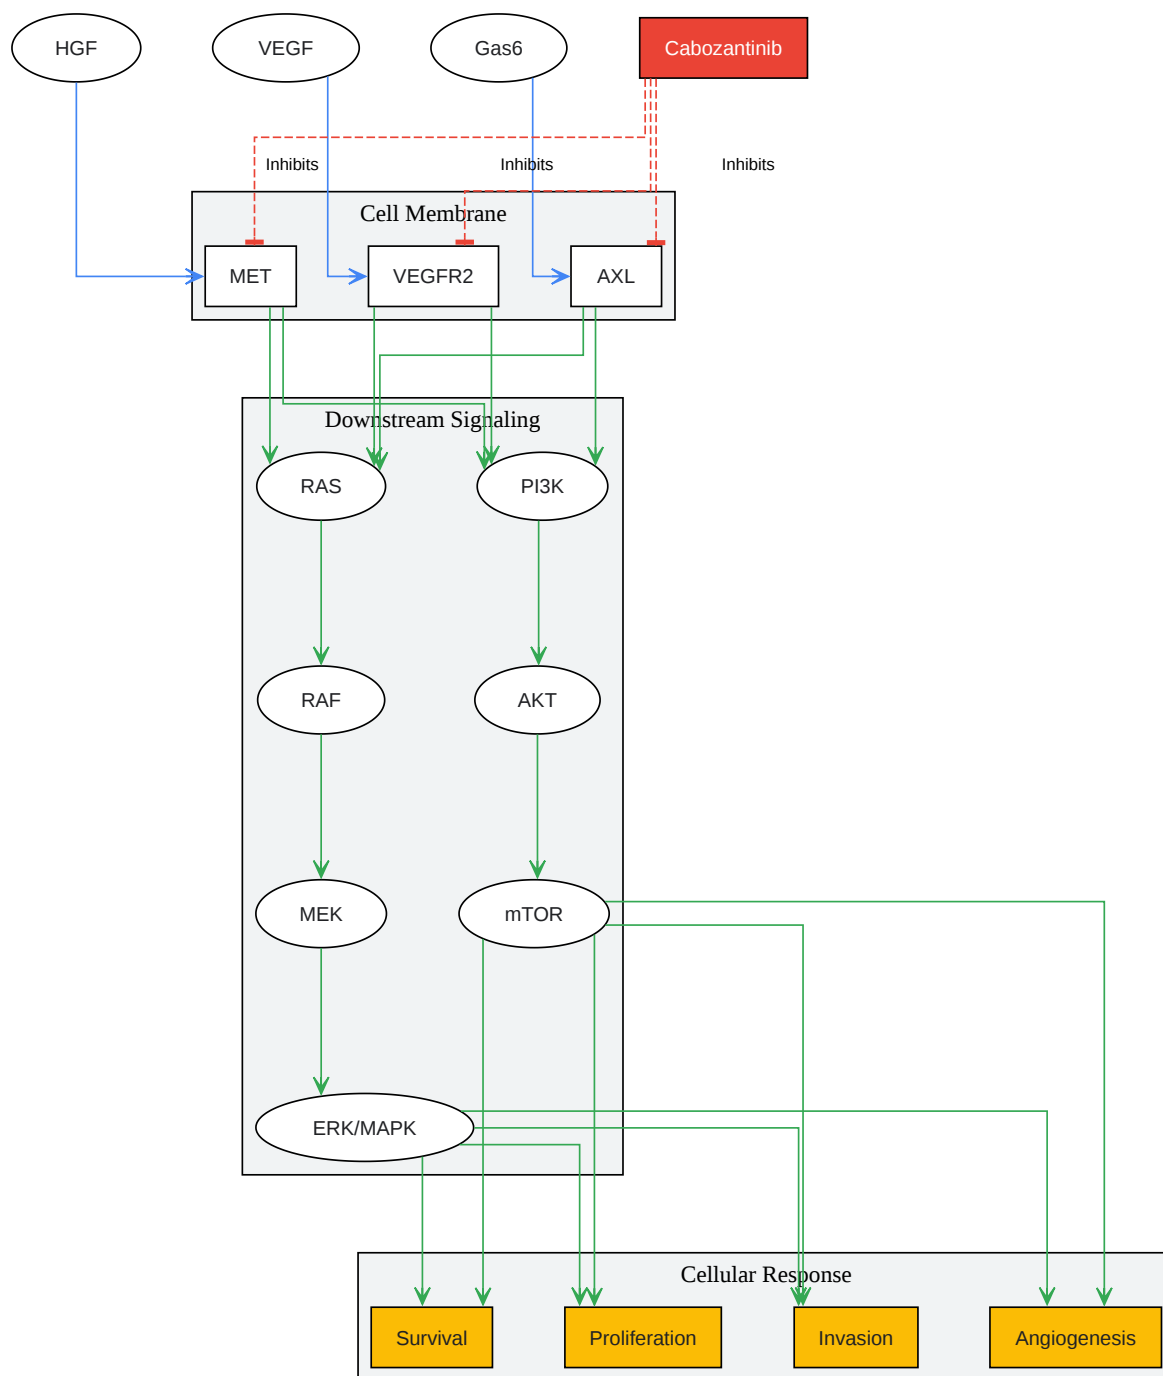 HGF
VEGF
Gas6
Cabozantinib
Inhibits
Inhibits
Inhibits
Cell Membrane
MET
VEGFR2
AXL
Downstream Signaling
RAS
PI3K
RAF
AKT
MEK
mTOR
ERK/MAPK
Cellular Response
Survival
Proliferation
Invasion
Angiogenesis